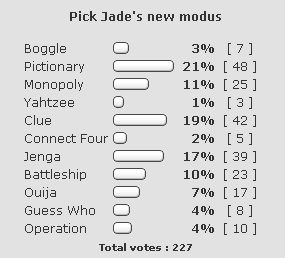 Pick Jade's new modus
Boggle 3% [ 7 ]
Pictionary 21% [ 48 ]
Monopoly 11% [ 25 ]
Yahtzee 1% [ 3 ]
Clue 19% [ 42 ]
Connect Four 2% [ 5 ]
Jenga 17% [ 39 ]
Battleship 10% [ 23 ]
Ouija 7% [ 17 ]
Guess Who 4% [ 8 ]
Operation 4% [ 10 ]
Total votes : 227